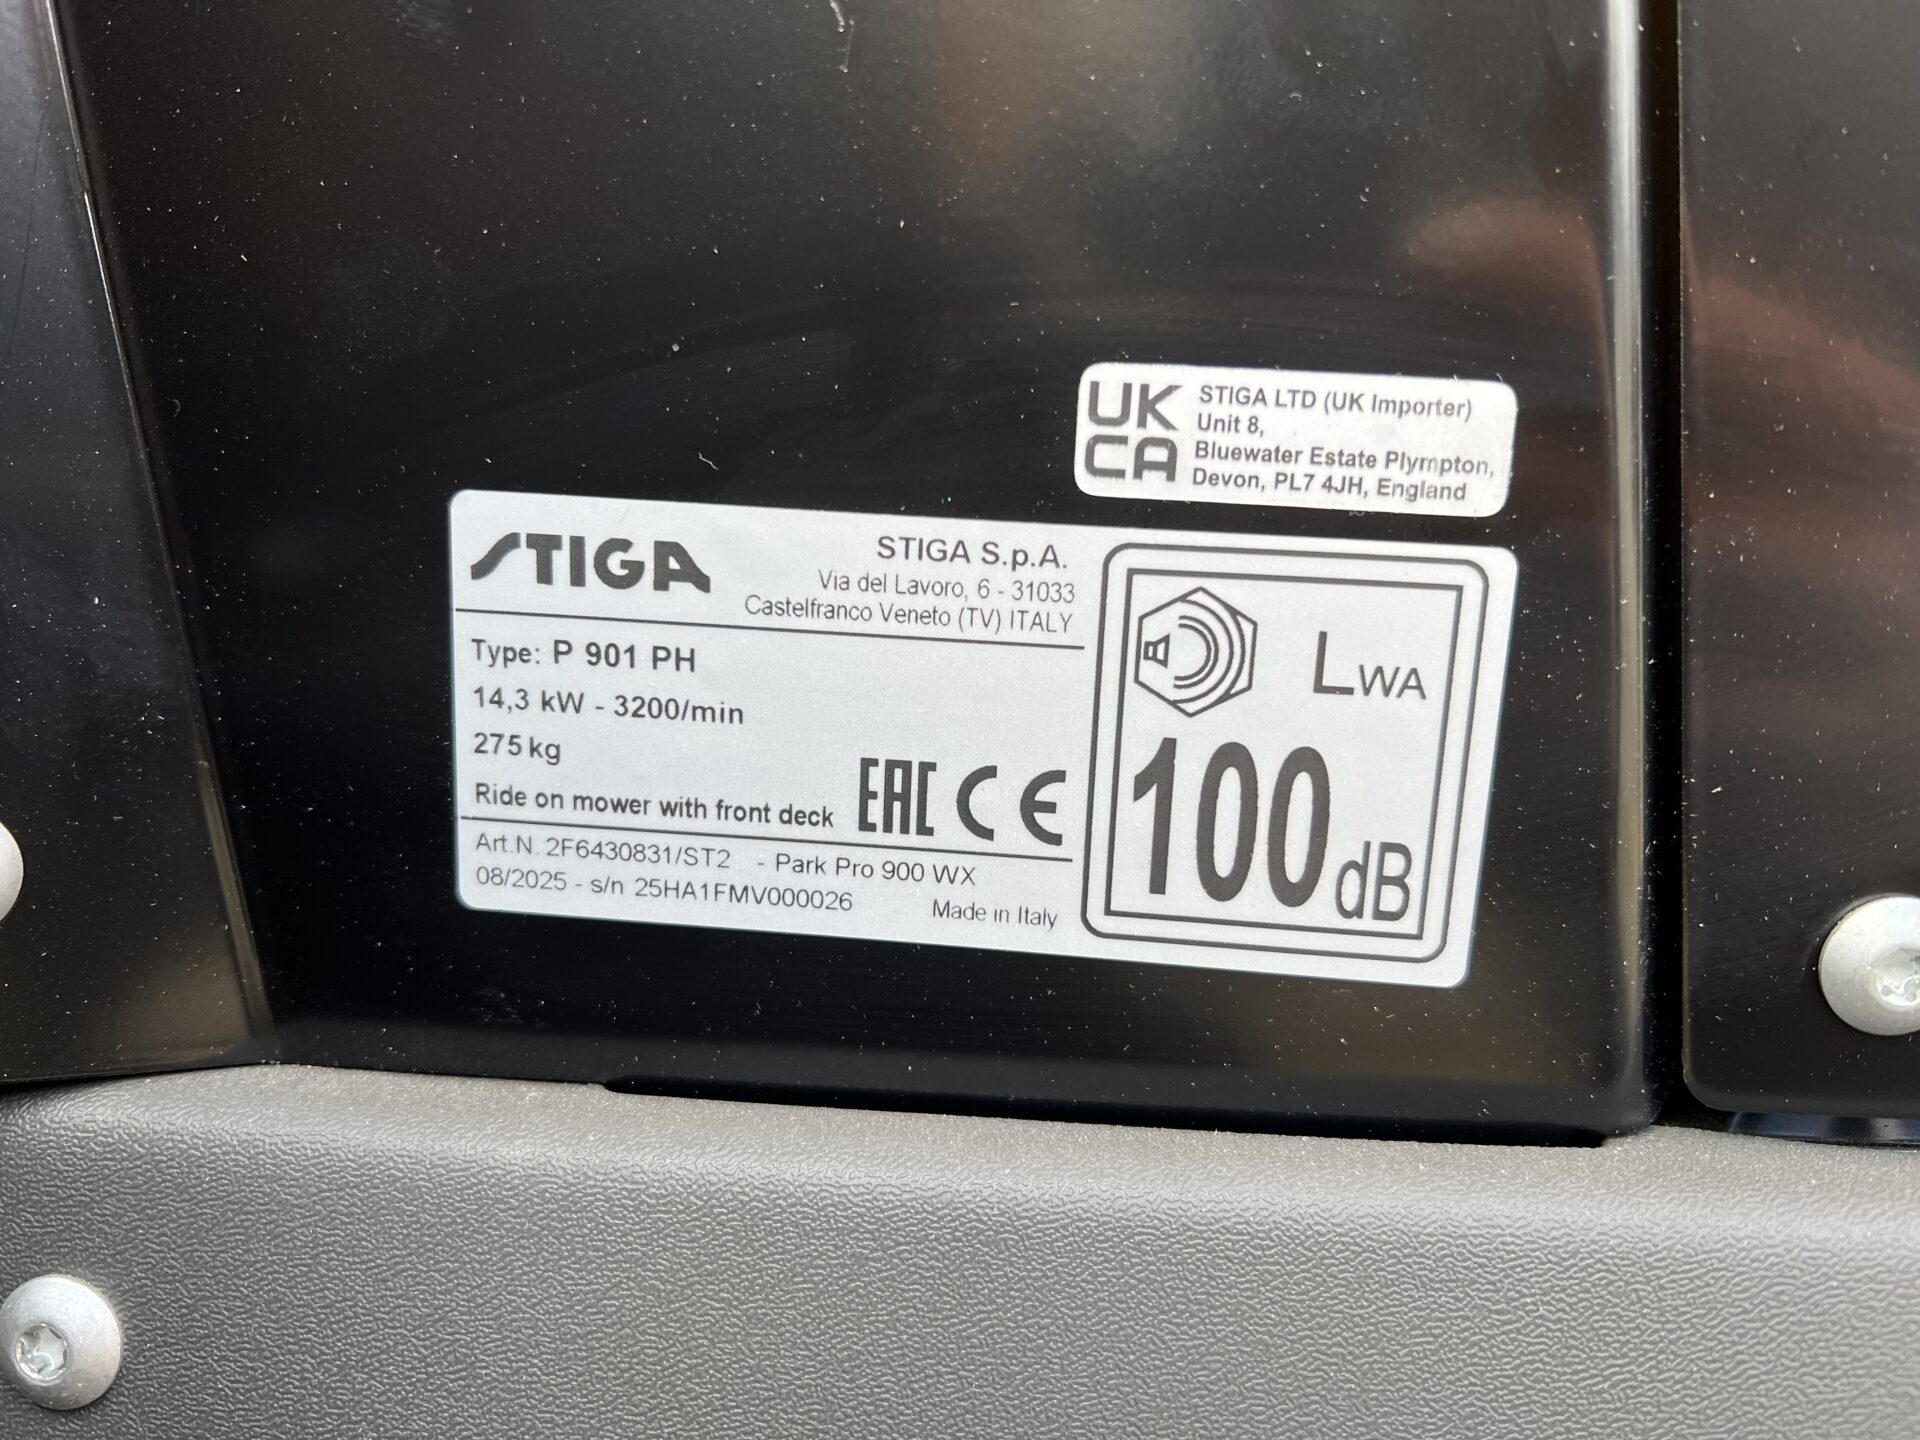 UK
CA
STIGA LTD (UK Importer)
Unit 8,
Bluewater Estate Plympton,
Devon, PL7 4JH, England
STIGA
STIGA S.p.A.
Via del Lavoro, 6 - 31033
Castelfranco Veneto (TV) ITALY
Type: P 901 PH
14,3 kW - 3200/min
275 kg
Ride on mower with front deck
EAC CE
Art.N. 2F6430831/ST2 - Park Pro 900 WX
08/2025 - s/n 25HA1FMV000026
Made in Italy
LWA
100 dB